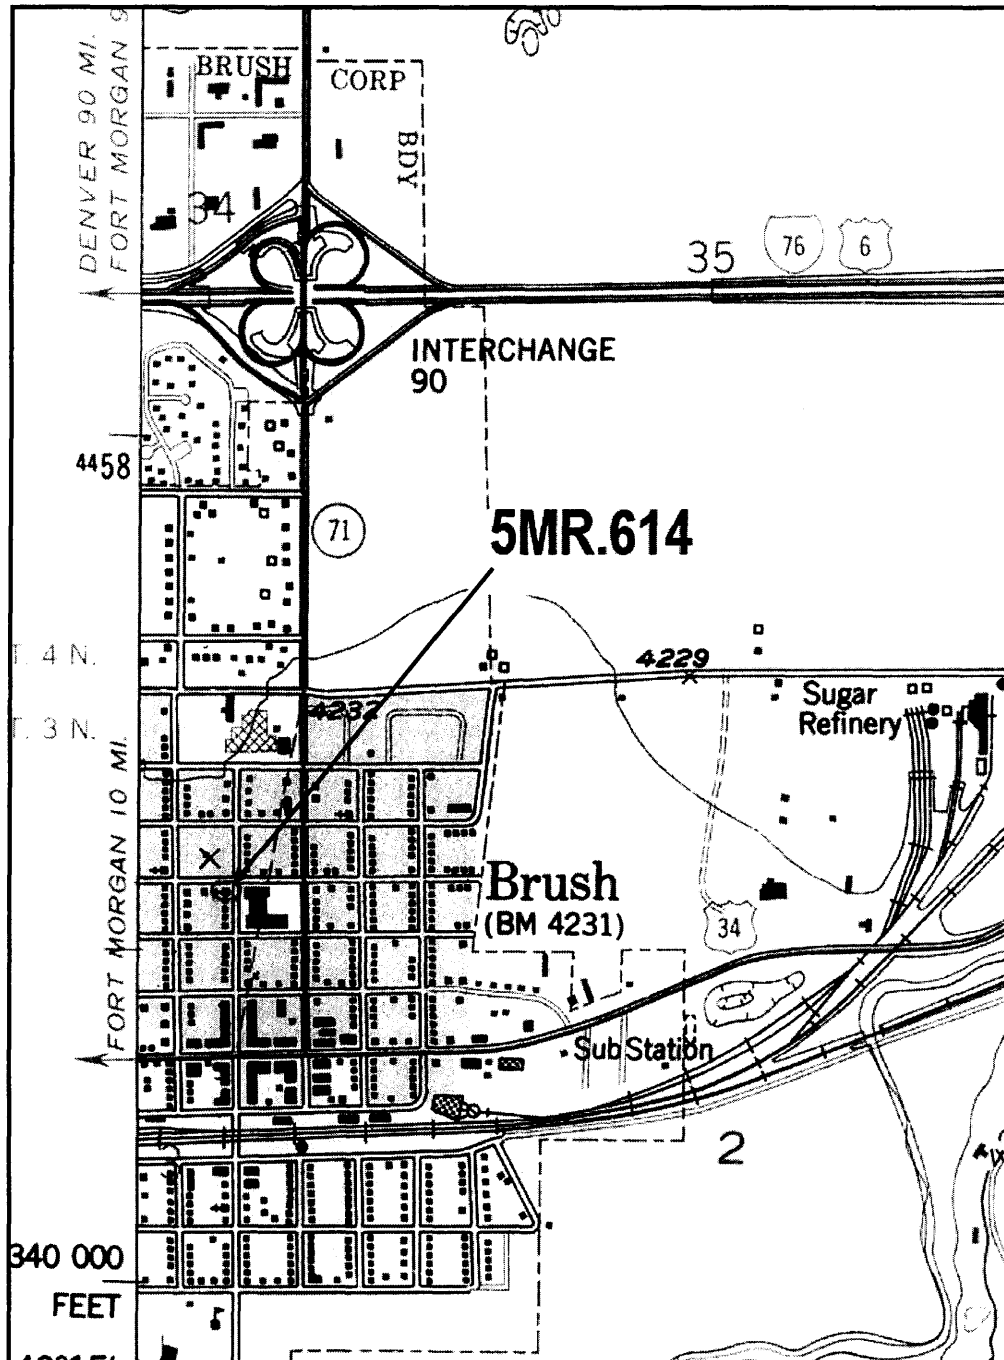 DENVER 90 MI.
FORT MORGAN 9
BRUSH
CORP
BDY
34
35
76
6
INTERCHANGE
90
4458
71
5MR.614
T. 4 N.
4229
T. 3 N.
4232
Sugar
Refinery
FORT MORGAN 10 MI.
Brush
(BM 4231)
34
Sub Station
2
340 000
FEET